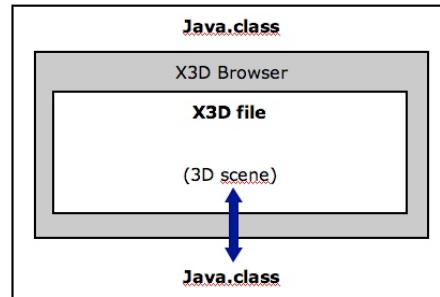 Java.class
X3D Browser
X3D file
(3D scene)
Java.class